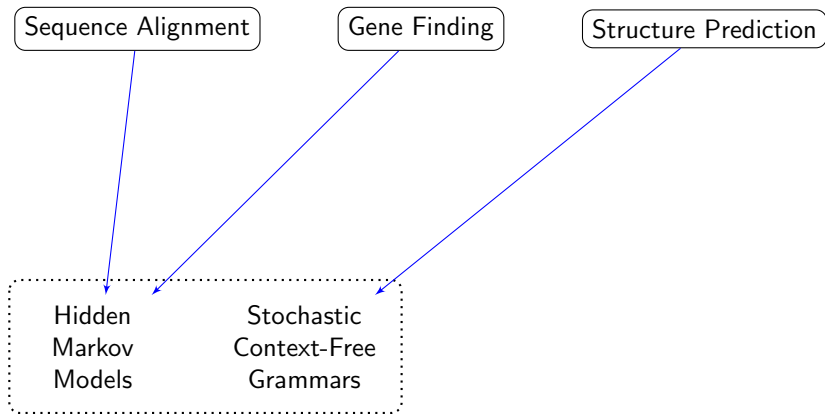 Sequence Alignment
Gene Finding
Structure Prediction
Hidden
Markov
Models
Stochastic
Context-Free
Grammars